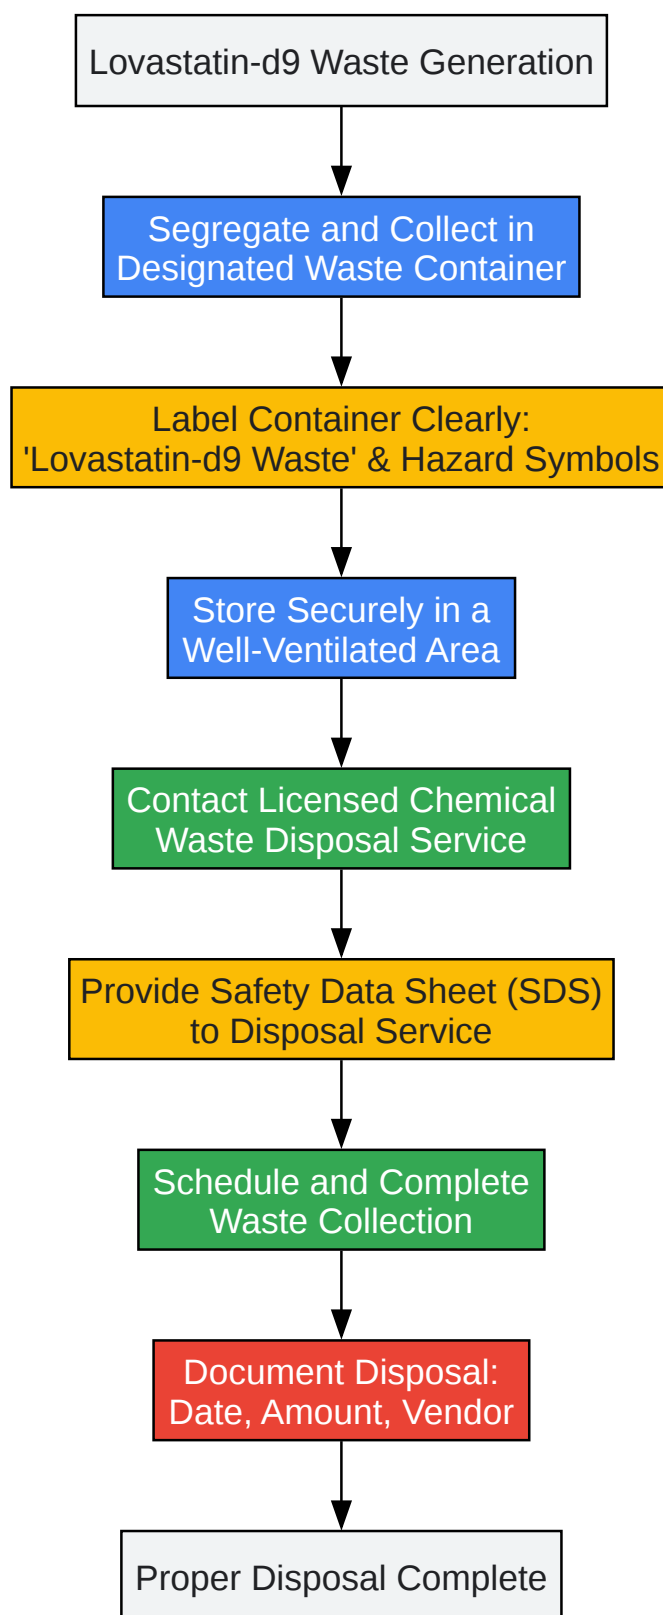 Lovastatin-d9 Waste Generation
Segregate and Collect in
Designated Waste Container
Label Container Clearly:
'Lovastatin-d9 Waste' & Hazard Symbols
Store Securely in a
Well-Ventilated Area
Contact Licensed Chemical
Waste Disposal Service
Provide Safety Data Sheet (SDS)
to Disposal Service
Schedule and Complete
Waste Collection
Document Disposal:
Date, Amount, Vendor
Proper Disposal Complete